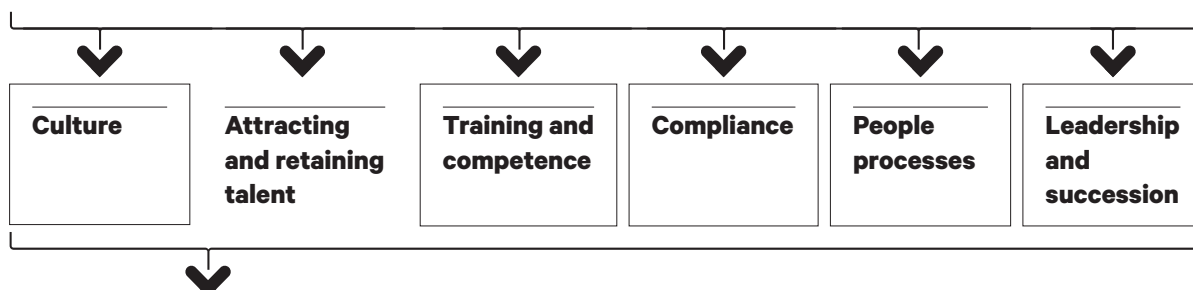 Culture
Attracting
and retaining
talent
Training and
competence
Compliance
People
processes
Leadership
and
succession